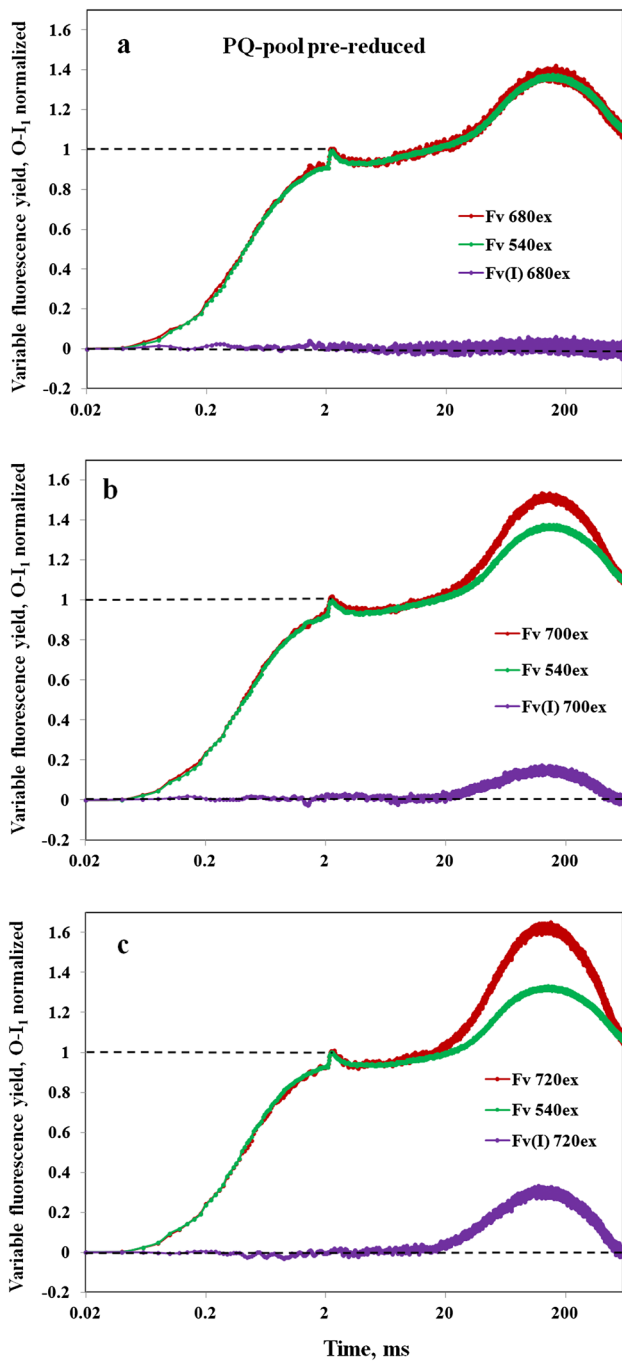 a
PQ-pool pre-reduced
Variable fluorescence yield, O-I₁ normalized
1.6
1.4
1.2
1
0.8
0.6
0.4
0.2
0
-0.2
Fv 680ex
Fv 540ex
Fv(I) 680ex
0.02
0.2
2
20
200
b
Variable fluorescence yield, O-I₁ normalized
1.6
1.4
1.2
1
0.8
0.6
0.4
0.2
0
-0.2
Fv 700ex
Fv 540ex
Fv(I) 700ex
0.02
0.2
2
20
200
c
Variable fluorescence yield, O-I₁ normalized
1.6
1.4
1.2
1
0.8
0.6
0.4
0.2
0
-0.2
Fv 720ex
Fv 540ex
Fv(I) 720ex
0.02
0.2
2
20
200
Time, ms